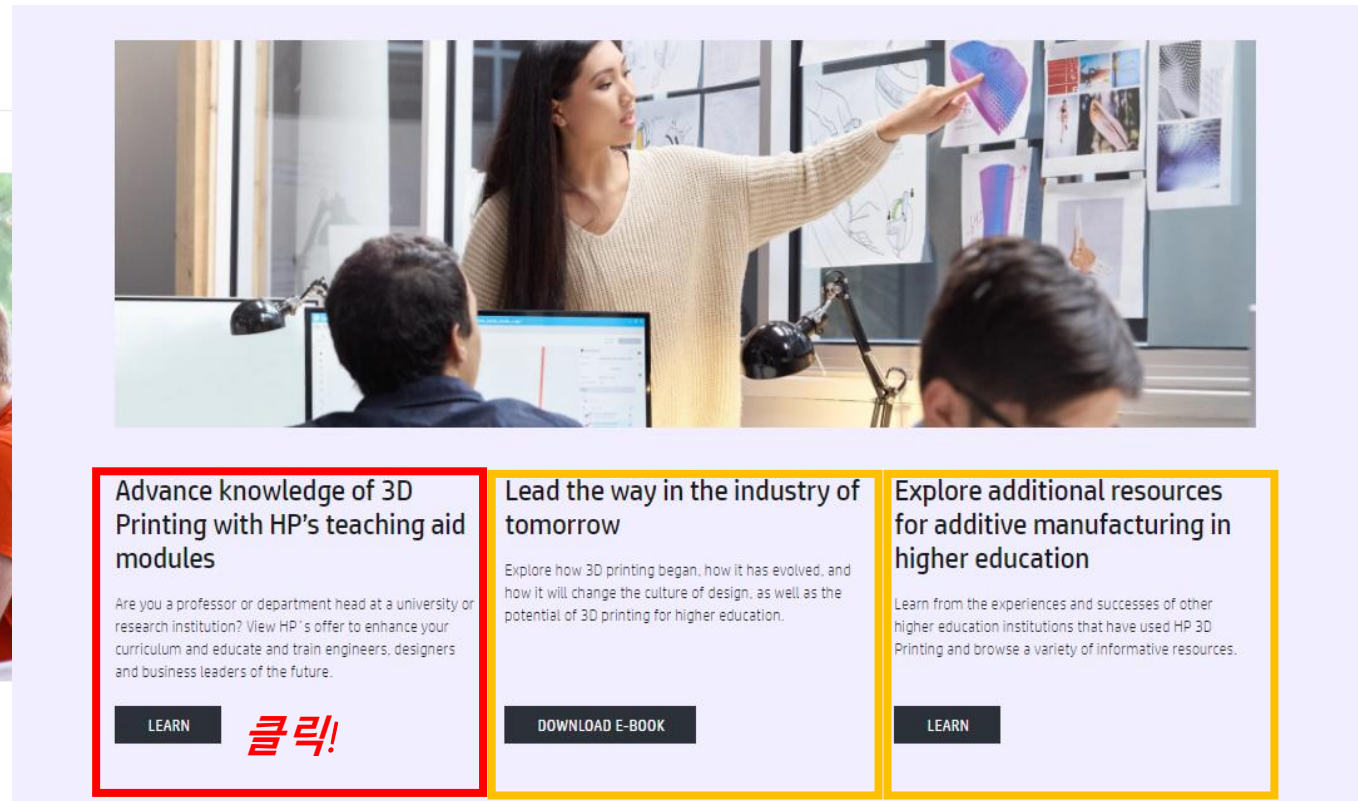 Advance knowledge of 3D
Printing with HP's teaching aid
modules
Are you a professor or department head at a university or
research institution? View HP´s offer to enhance your
curriculum and educate and train engineers, designers
and business leaders of the future.
LEARN
클릭!
Lead the way in the industry of
tomorrow
Explore how 3D printing began, how it has evolved, and
how it will change the culture of design, as well as the
potential of 3D printing for higher education.
DOWNLOAD E-BOOK
Explore additional resources
for additive manufacturing in
higher education
Learn from the experiences and successes of other
higher education institutions that have used HP 3D
Printing and browse a variety of informative resources.
LEARN